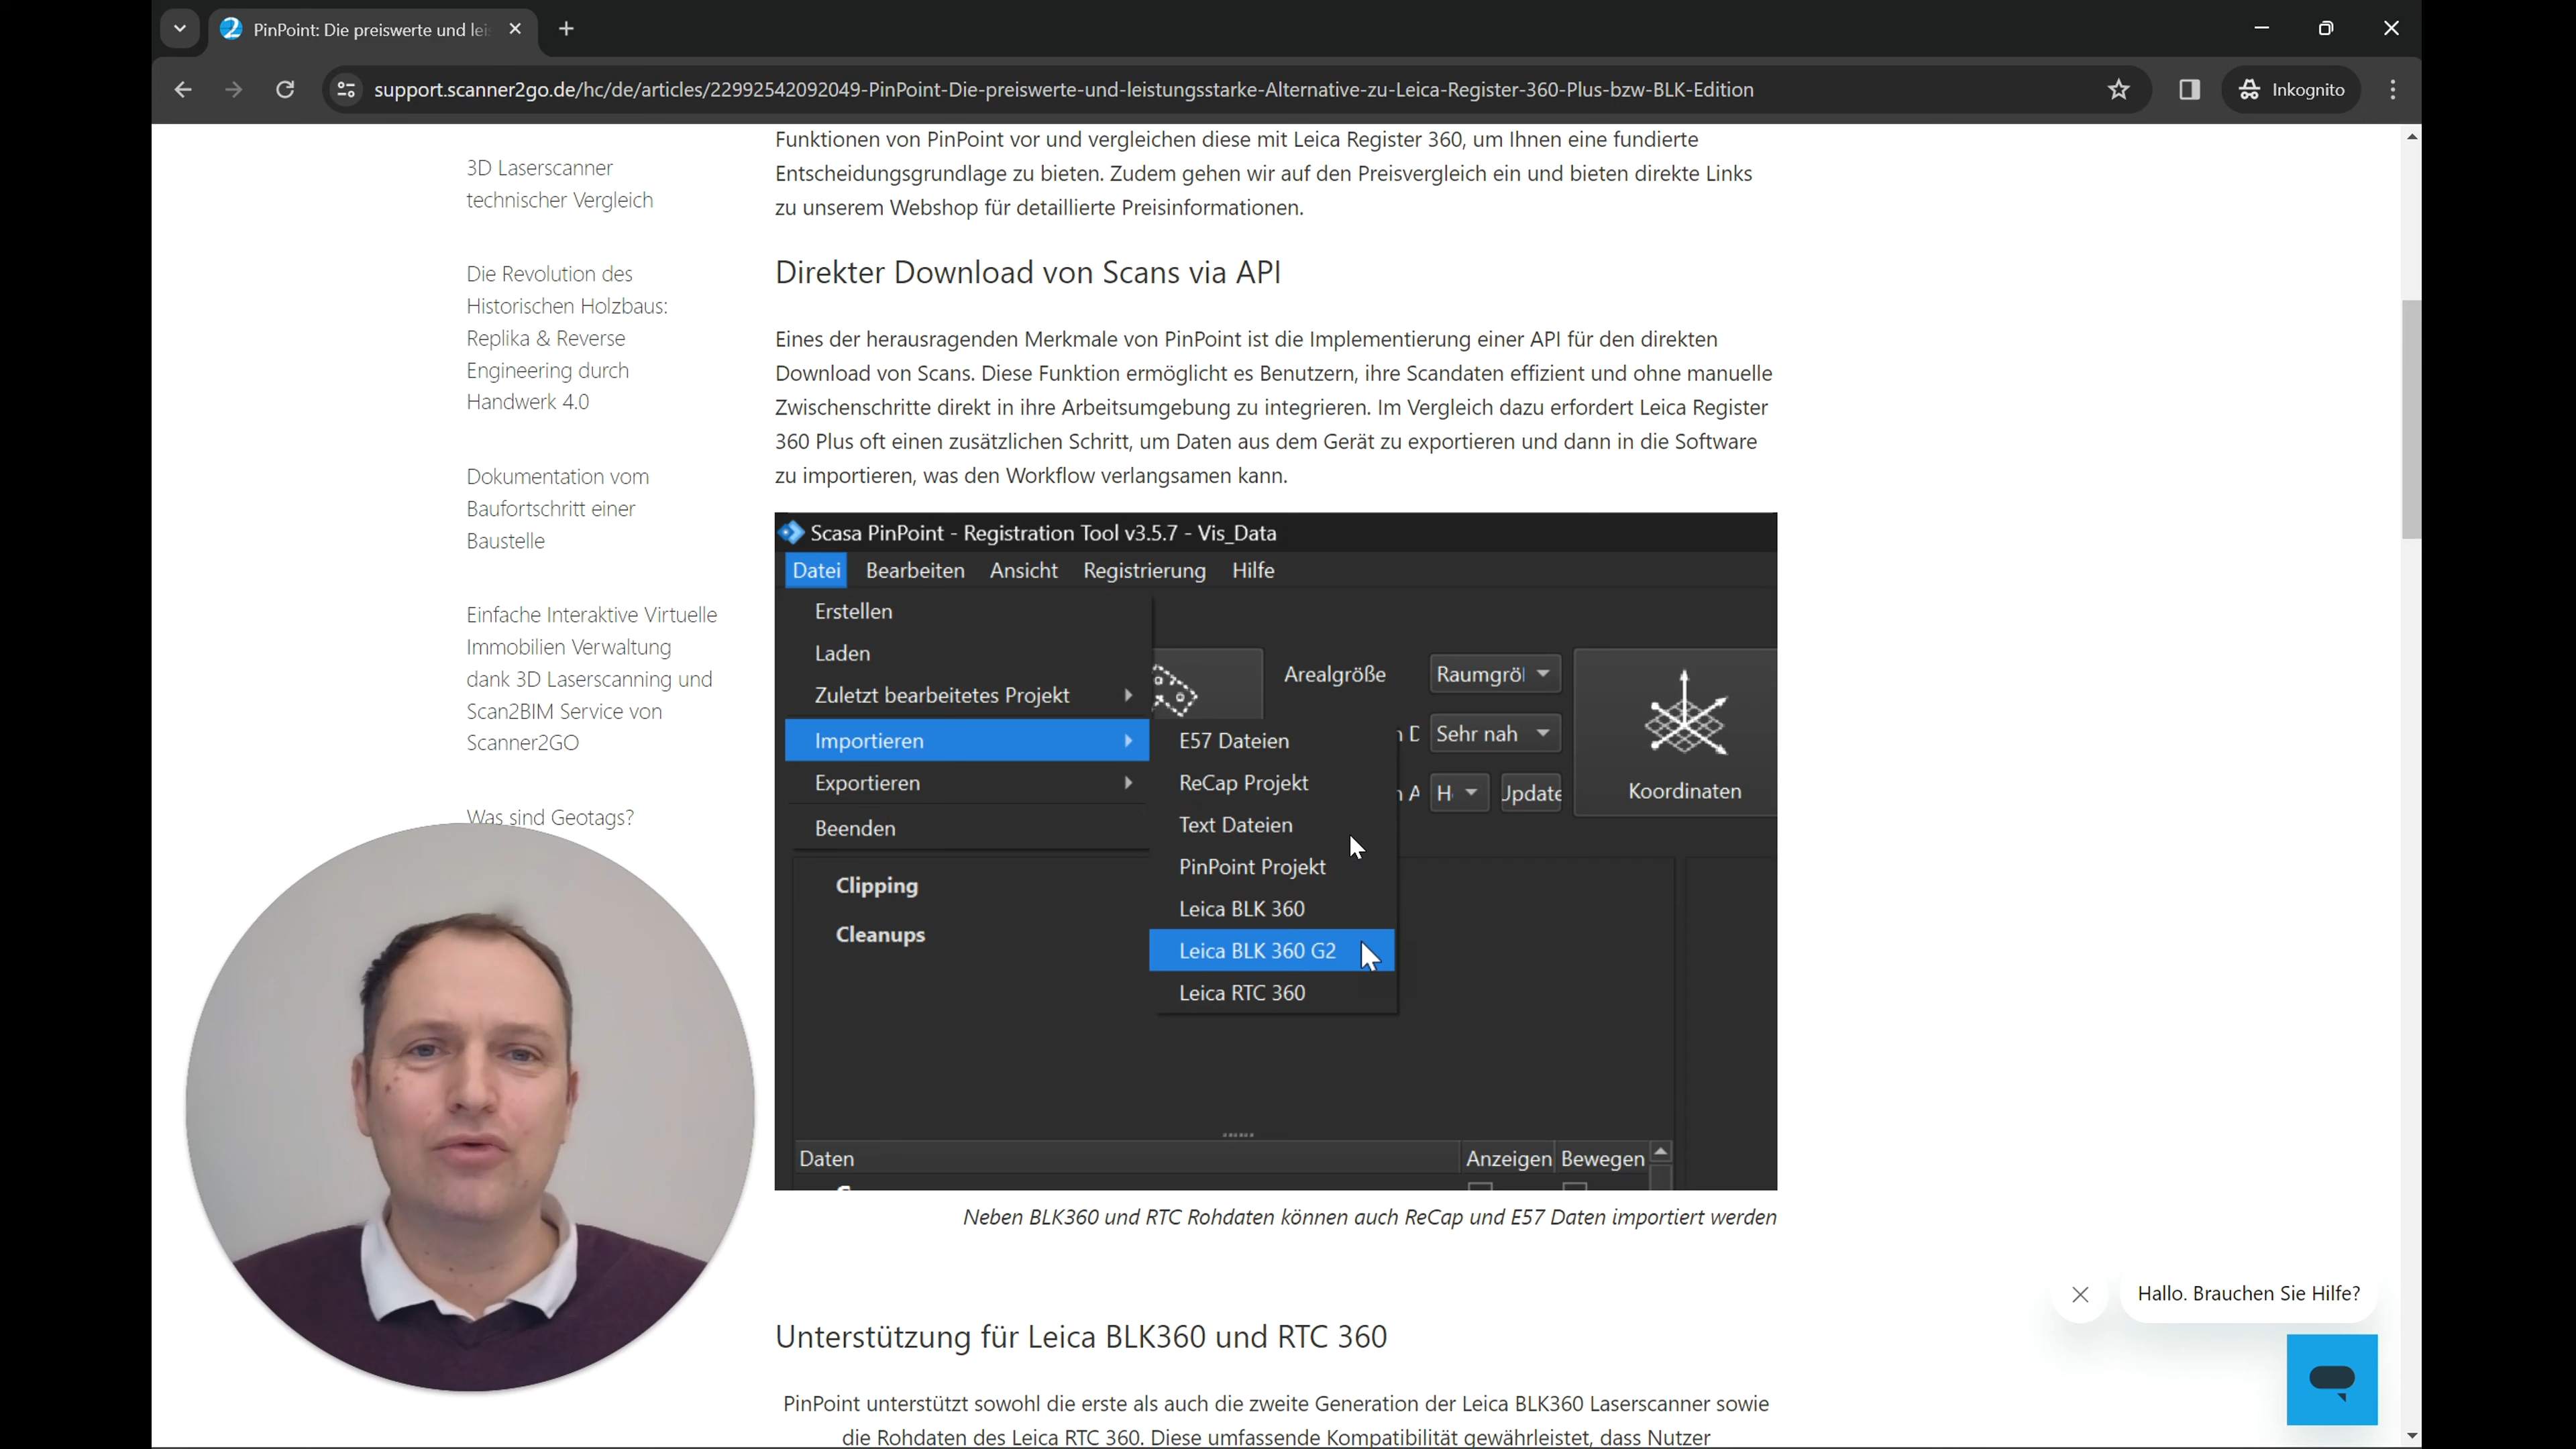 PinPoint: Die preiswerte und lei
support.scanner2go.de/hc/de/articles/22992542092049-PinPoint-Die-preiswerte-und-leistungsstarke-Alternative-zu-Leica-Register-360-Plus-bzw-BLK-Edition
Inkognito
3D Laserscanner
technischer Vergleich
Die Revolution des
Historischen Holzbaus:
Replika & Reverse
Engineering durch
Handwerk 4.0
Dokumentation vom
Baufortschritt einer
Baustelle
Einfache Interaktive Virtuelle
Immobilien Verwaltung
dank 3D Laserscanning und
Scan2BIM Service von
Scanner2GO
Was sind Geotags?
Funktionen von PinPoint vor und vergleichen diese mit Leica Register 360, um Ihnen eine fundierte
Entscheidungsgrundlage zu bieten. Zudem gehen wir auf den Preisvergleich ein und bieten direkte Links
zu unserem Webshop für detaillierte Preisinformationen.
Direkter Download von Scans via API
Eines der herausragenden Merkmale von PinPoint ist die Implementierung einer API für den direkten
Download von Scans. Diese Funktion ermöglicht es Benutzern, ihre Scandaten effizient und ohne manuelle
Zwischenschritte direkt in ihre Arbeitsumgebung zu integrieren. Im Vergleich dazu erfordert Leica Register
360 Plus oft einen zusätzlichen Schritt, um Daten aus dem Gerät zu exportieren und dann in die Software
zu importieren, was den Workflow verlangsamen kann.
Scasa PinPoint - Registration Tool v3.5.7 - Vis_Data
Datei Bearbeiten Ansicht Registrierung Hilfe
Erstellen
Laden
Zuletzt bearbeitetes Projekt
Importieren
Exportieren
Beenden
E57 Dateien
ReCap Projekt
Text Dateien
PinPoint Projekt
Leica BLK 360
Leica BLK 360 G2
Leica RTC 360
Arealgröße Raumgröl
n D Sehr nah
n A H Update
Koordinaten
Clipping
Cleanups
Daten Anzeigen Bewegen
Neben BLK360 und RTC Rohdaten können auch ReCap und E57 Daten importiert werden
Unterstützung für Leica BLK360 und RTC 360
PinPoint unterstützt sowohl die erste als auch die zweite Generation der Leica BLK360 Laserscanner sowie
die Rohdaten des Leica RTC 360. Diese umfassende Kompatibilität gewährleistet, dass Nutzer
Hallo. Brauchen Sie Hilfe?